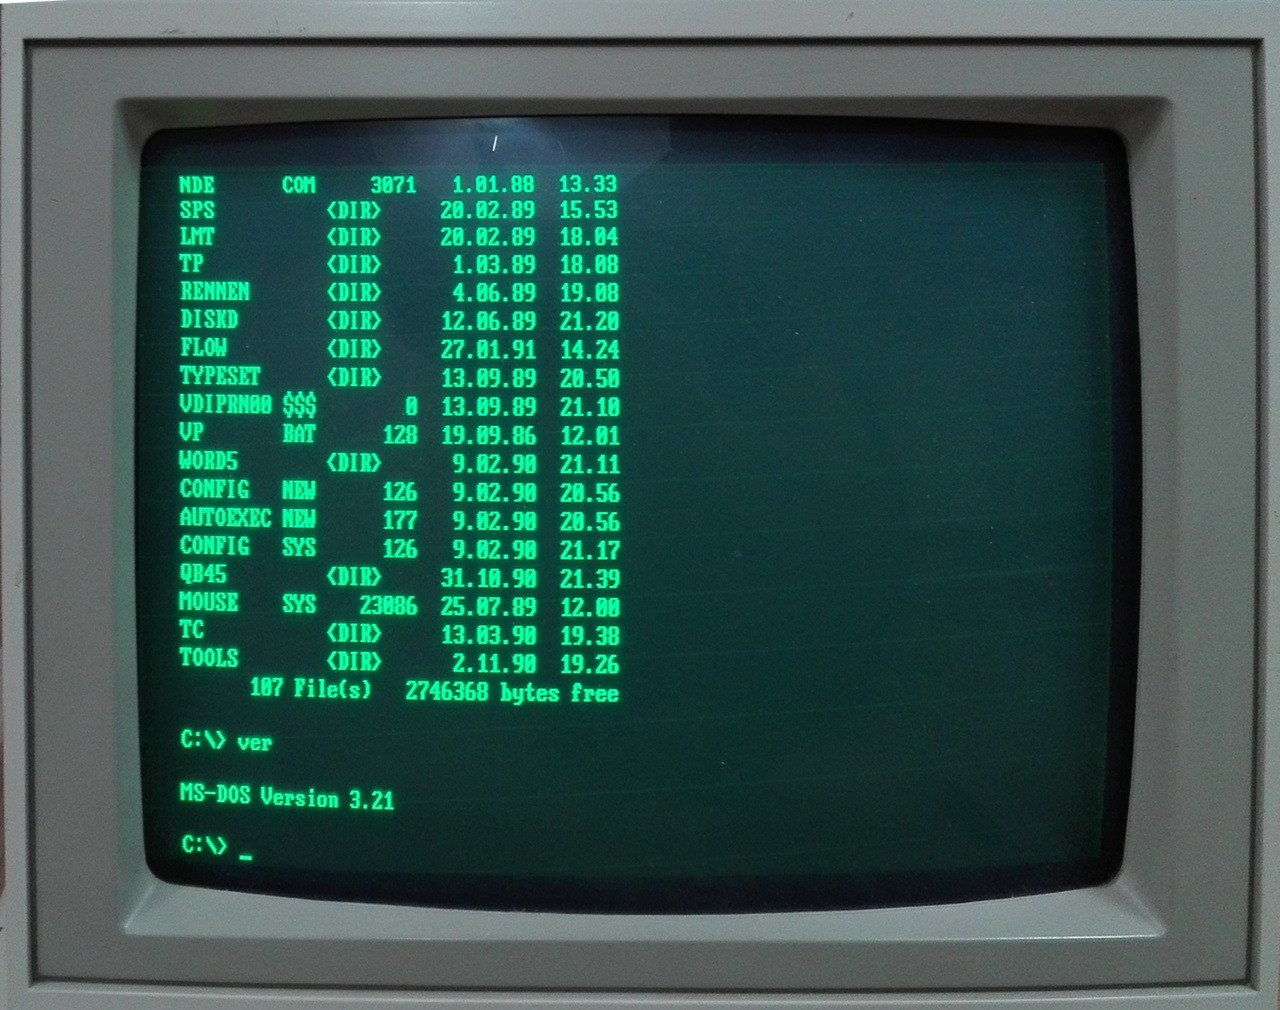 NDE      COM     3071   1.01.88  13.33
SPS          <DIR>     20.02.89  15.53
LMT          <DIR>     20.02.89  18.04
TP           <DIR>      1.03.89  18.08
RENNEN       <DIR>      4.06.89  19.08
DISKD        <DIR>     12.06.89  21.20
FLOW         <DIR>     27.01.91  14.24
TYPESET      <DIR>     13.09.89  20.50
VDIPRN00 $$$        0  13.09.89  21.10
VP       BAT      128  19.09.86  12.01
WORD5        <DIR>      9.02.90  21.11
CONFIG   NEW      126   9.02.90  20.56
AUTOEXEC NEW      177   9.02.90  20.56
CONFIG   SYS      126   9.02.90  21.17
QB45         <DIR>     31.10.90  21.39
MOUSE    SYS    23086  25.07.89  12.00
TC           <DIR>     13.03.90  19.38
TOOLS        <DIR>      2.11.90  19.26
      107 File(s)   2746368 bytes free
C:\> ver
MS-DOS Version 3.21
C:\> _